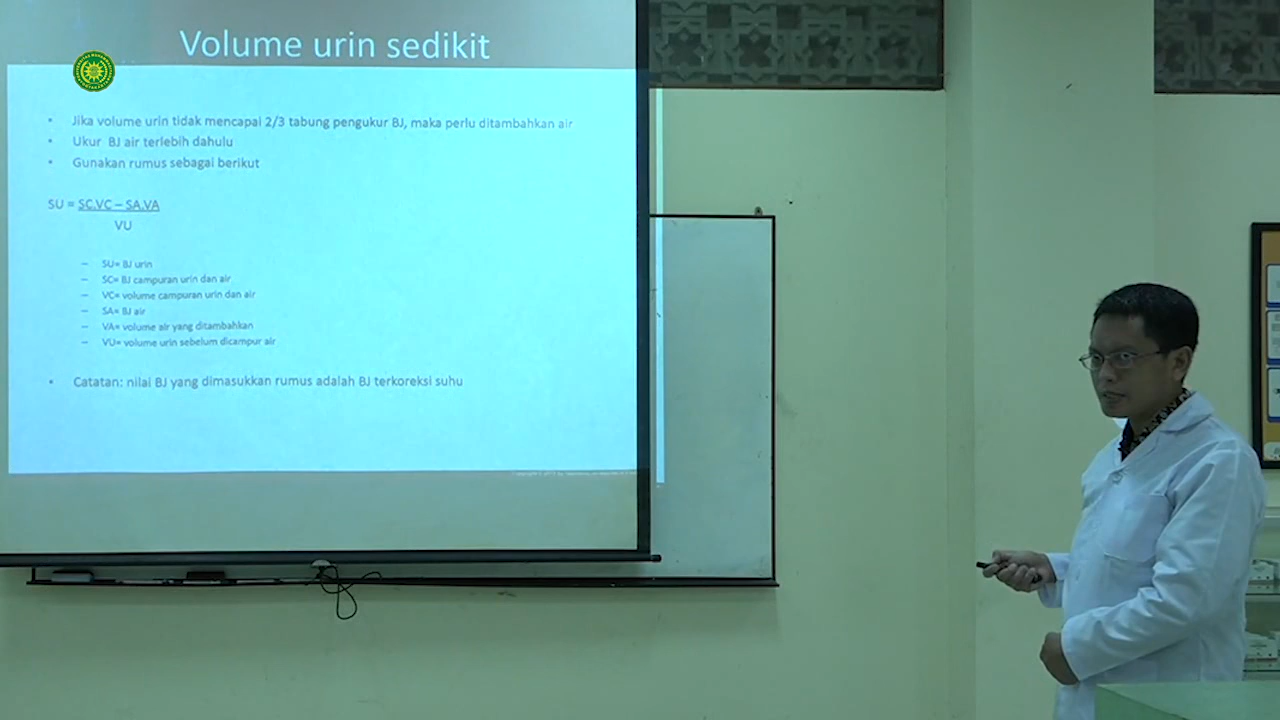 Volume urin sedikit
• Jika volume urin tidak mencapai 2/3 tabung pengukur BJ, maka perlu ditambahkan air
• Ukur BJ air terlebih dahulu
• Gunakan rumus sebagai berikut
SU = SC.VC – SA.VA
VU
– SU= BJ urin
– SC= BJ campuran urin dan air
– VC= volume campuran urin dan air
– SA= BJ air
– VA= volume air yang ditambahkan
– VU= volume urin sebelum dicampur air
• Catatan: nilai BJ yang dimasukkan rumus adalah BJ terkoreksi suhu